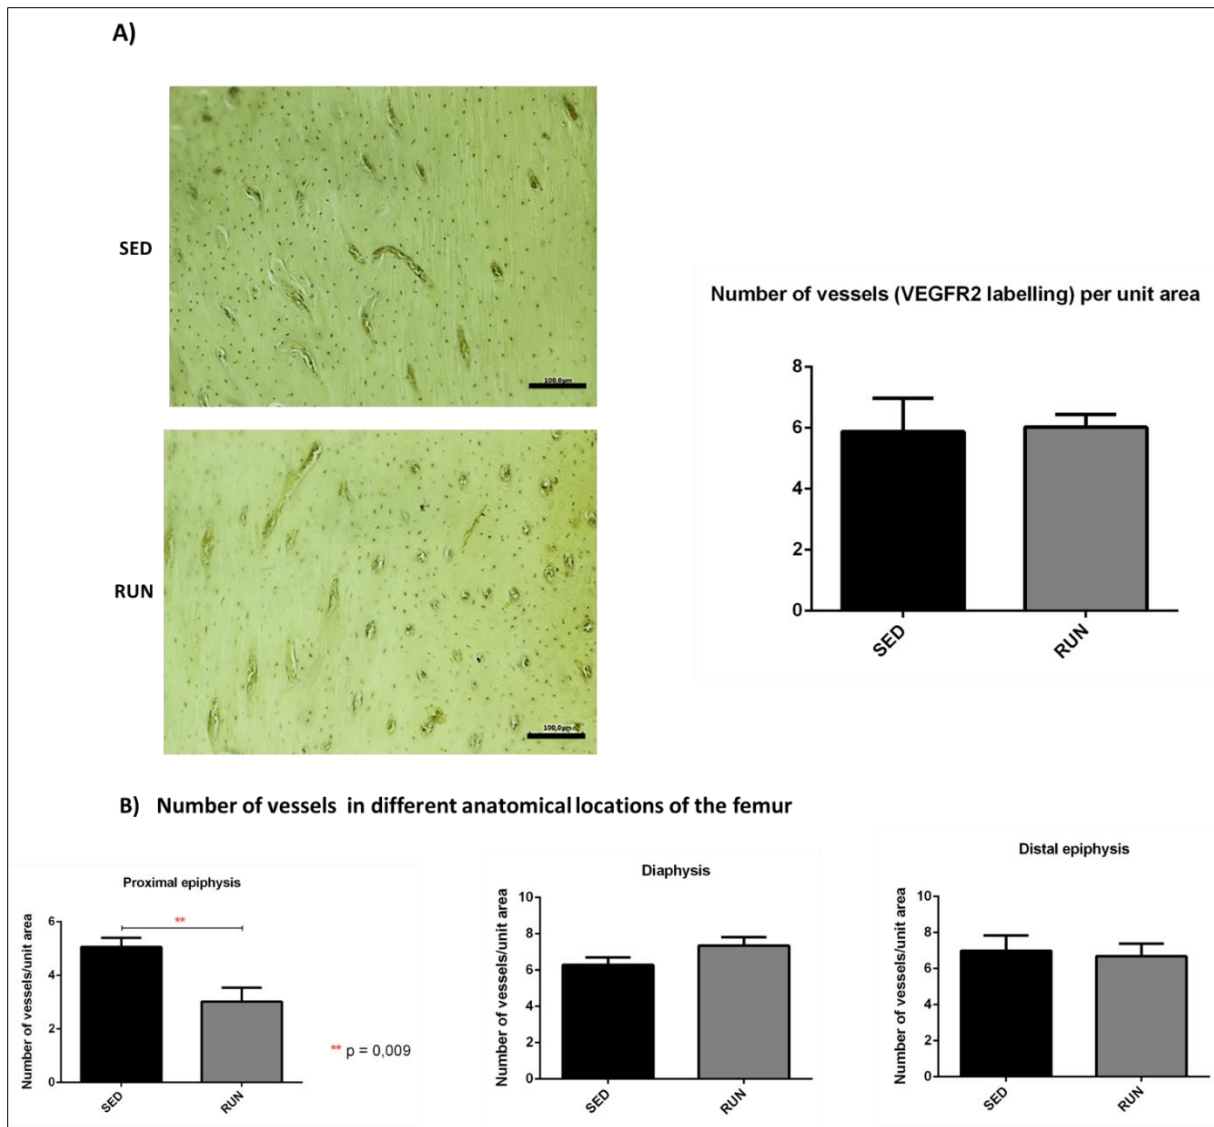 A)
SED
100,0µm
RUN
100,0µm
Number of vessels (VEGFR2 labelling) per unit area
8
6
4
2
0
SED
RUN
B) Number of vessels in different anatomical locations of the femur
Proximal epiphysis
Number of vessels/unit area
6
4
2
0
**
SED
RUN
** p = 0,009
Diaphysis
Number of vessels/unit area
10
8
6
4
2
0
SED
RUN
Distal epiphysis
Number of vessels/unit area
10
8
6
4
2
0
SED
RUN